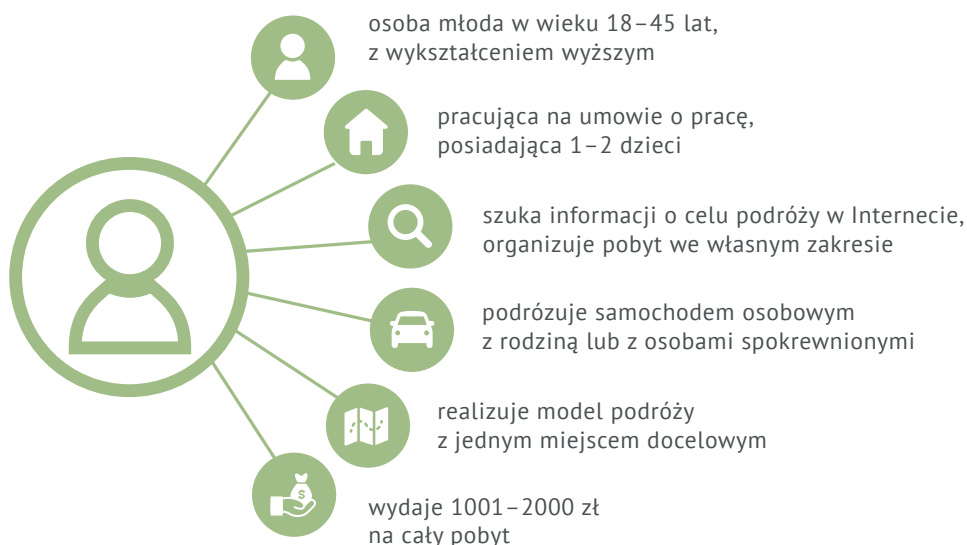 osoba młoda w wieku 18–45 lat,
z wykształceniem wyższym
pracująca na umowie o pracę,
posiadająca 1–2 dzieci
szuka informacji o celu podróży w Internecie,
organizuje pobyt we własnym zakresie
podrózuje samochodem osobowym
z rodziną lub z osobami spokrewnionymi
realizuje model podróży
z jednym miejscem docelowym
$
wydaje 1001–2000 zł
na cały pobyt